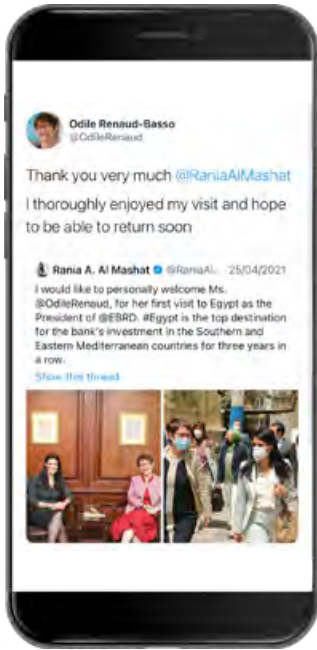 Odile Renaud-Basso
@OdileRenaud
Thank you very much @RaniaAlMashat
I thoroughly enjoyed my visit and hope
to be able to return soon
Rania A. Al Mashat @RaniaAl.. 25/04/2021
I would like to personally welcome Ms.
@OdileRenaud, for her first visit to Egypt as the
President of @EBRD. #Egypt is the top destination
for the bank's investment in the Southern and
Eastern Mediterranean countries for three years in
a row.
Show this thread